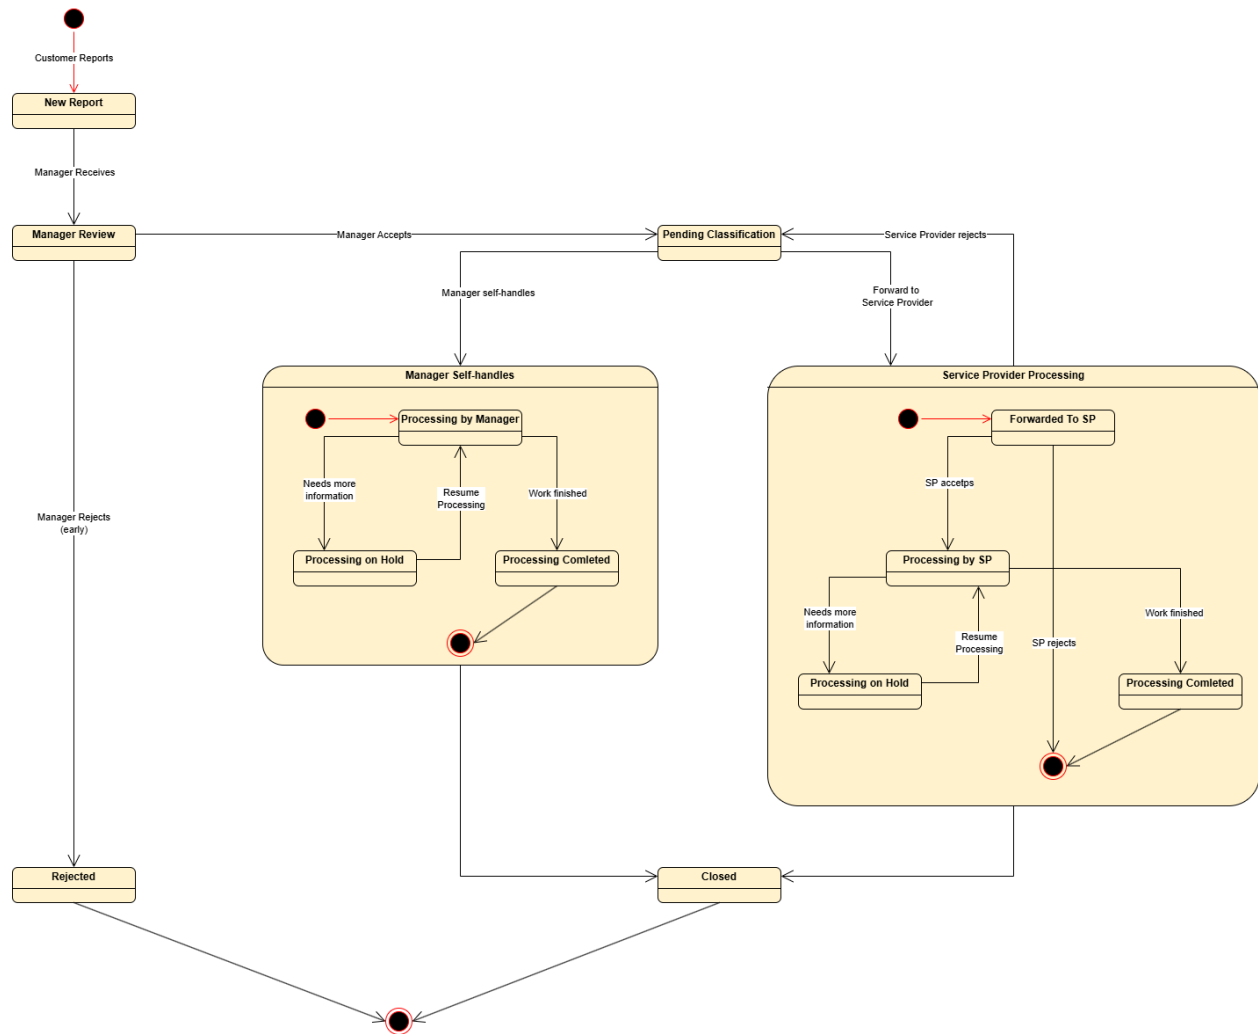 Customer Reports
New Report
Manager Receives
Manager Review
Manager Accepts
Pending Classification
Service Provider rejects
Manager self-handles
Forward to
Service Provider
Manager Self-handles
Processing by Manager
Needs more
information
Resume
Processing
Work finished
Processing on Hold
Processing Comleted
Service Provider Processing
Forwarded To SP
SP accetps
Processing by SP
Needs more
information
Resume
Processing
SP rejects
Work finished
Processing on Hold
Processing Comleted
Manager Rejects
(early)
Rejected
Closed